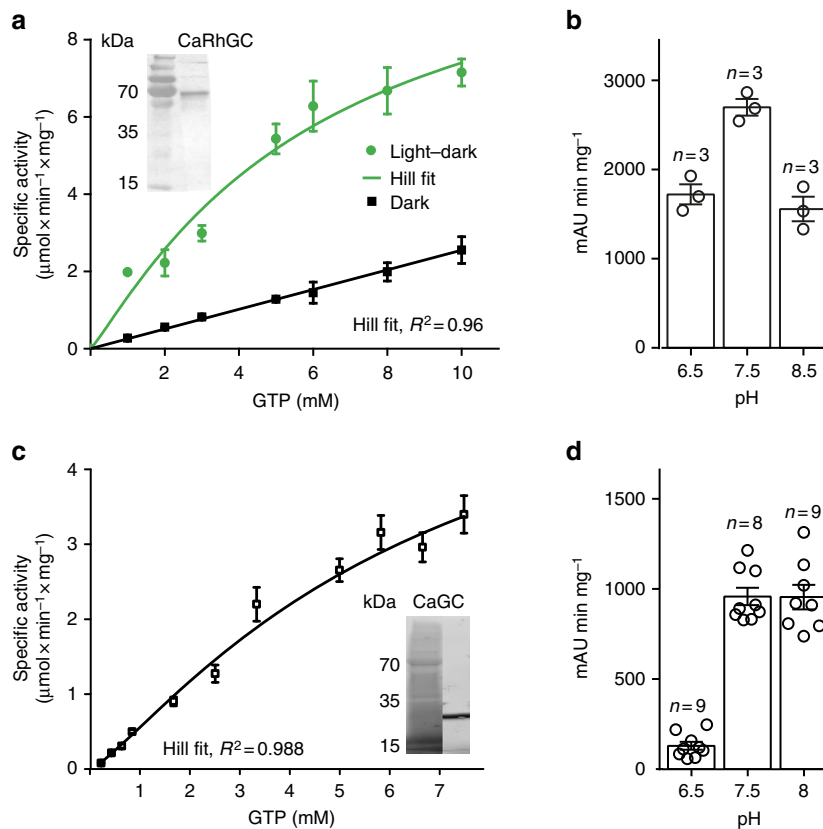 a
kDa CaRhGC
70
35
15
8
6
4
2
0
Specific activity
(μmol × min⁻¹ × mg⁻¹)
Light–dark
Hill fit
Dark
Hill fit, R² = 0.96
2 4 6 8 10
GTP (mM)
b
3000
2000
1000
0
mAU min mg⁻¹
n = 3
n = 3
n = 3
6.5 7.5 8.5
pH
c
4
3
2
1
0
Specific activity
(μmol × min⁻¹ × mg⁻¹)
kDa CaGC
70
35
15
Hill fit, R² = 0.988
1 2 3 4 5 6 7
GTP (mM)
d
1500
1000
500
0
mAU min mg⁻¹
n = 9
n = 8
n = 9
6.5 7.5 8
pH